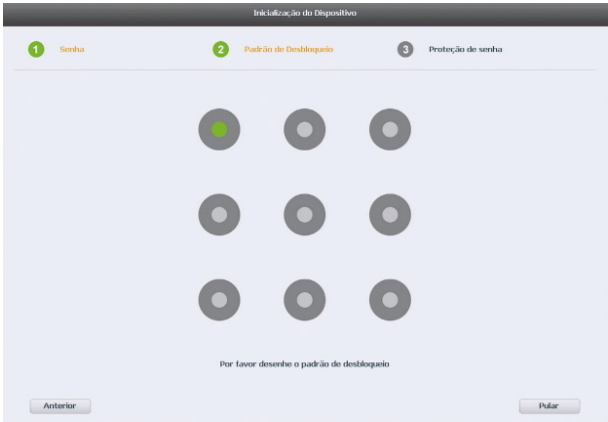 Inicialização do Dispositivo
1 Senha 2 Padrão de Desbloqueio 3 Proteção de senha
Por favor desenhe o padrão de desbloqueio
Anterior Pular